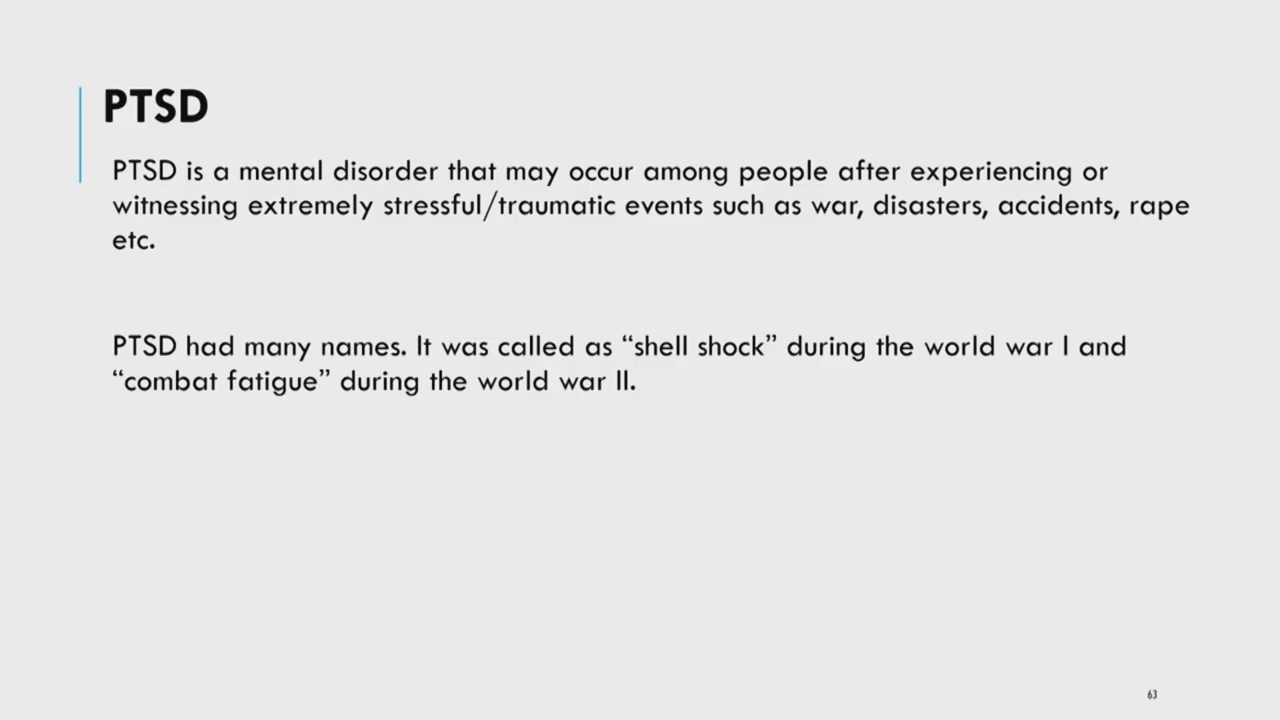 PTSD
PTSD is a mental disorder that may occur among people after experiencing or
witnessing extremely stressful/traumatic events such as war, disasters, accidents, rape
etc.
PTSD had many names. It was called as “shell shock” during the world war I and
“combat fatigue” during the world war II.
63